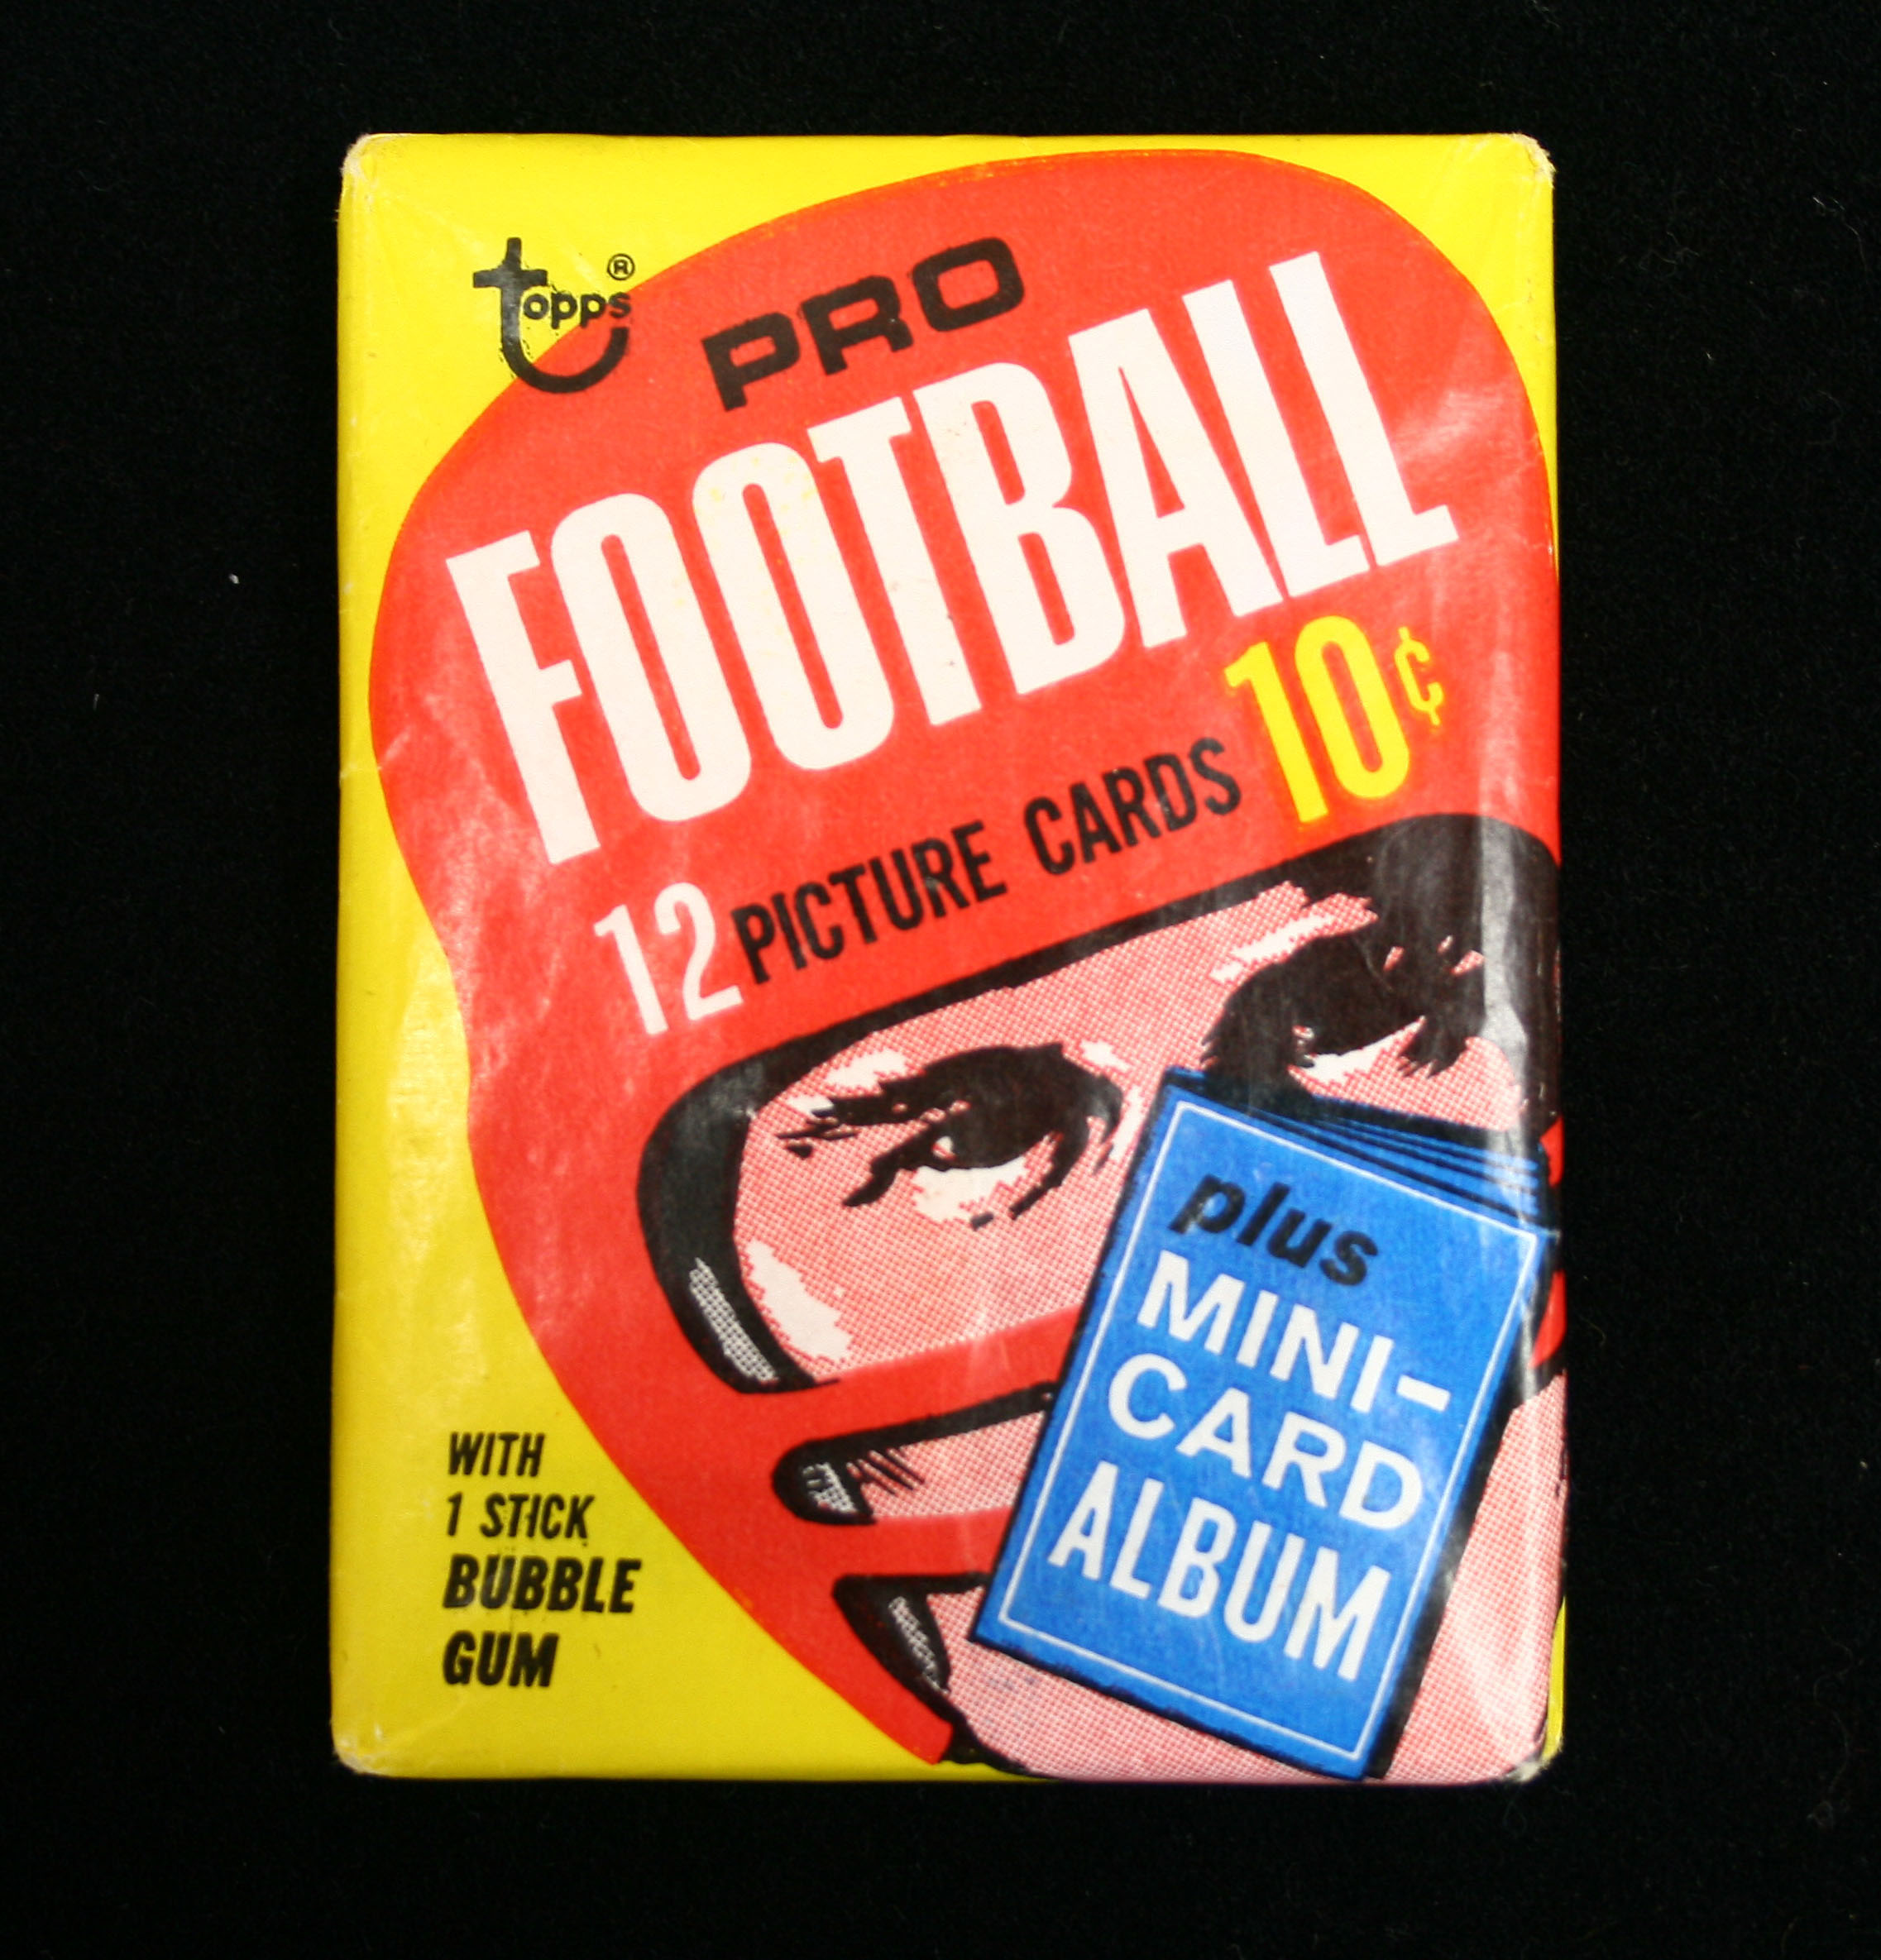 topps®
PRO
FOOTBALL
12 PICTURE CARDS 10¢
plus
MINI-
CARD
ALBUM
WITH
1 STICK
BUBBLE
GUM